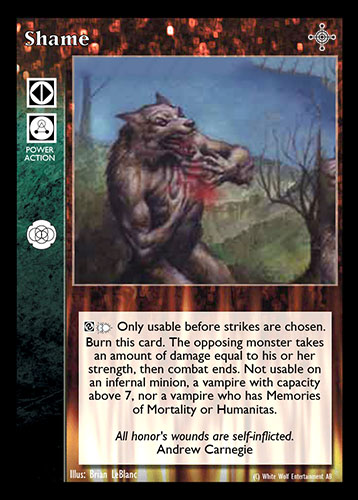 Shame
POWER
ACTION
Only usable before strikes are chosen.
Burn this card. The opposing monster takes
an amount of damage equal to his or her
strength, then combat ends. Not usable on
an infernal minion, a vampire with capacity
above 7, nor a vampire who has Memories
of Mortality or Humanitas.
All honor's wounds are self-inflicted.
Andrew Carnegie
Illus: Brian LeBlanc
(C) White Wolf Entertainment AB